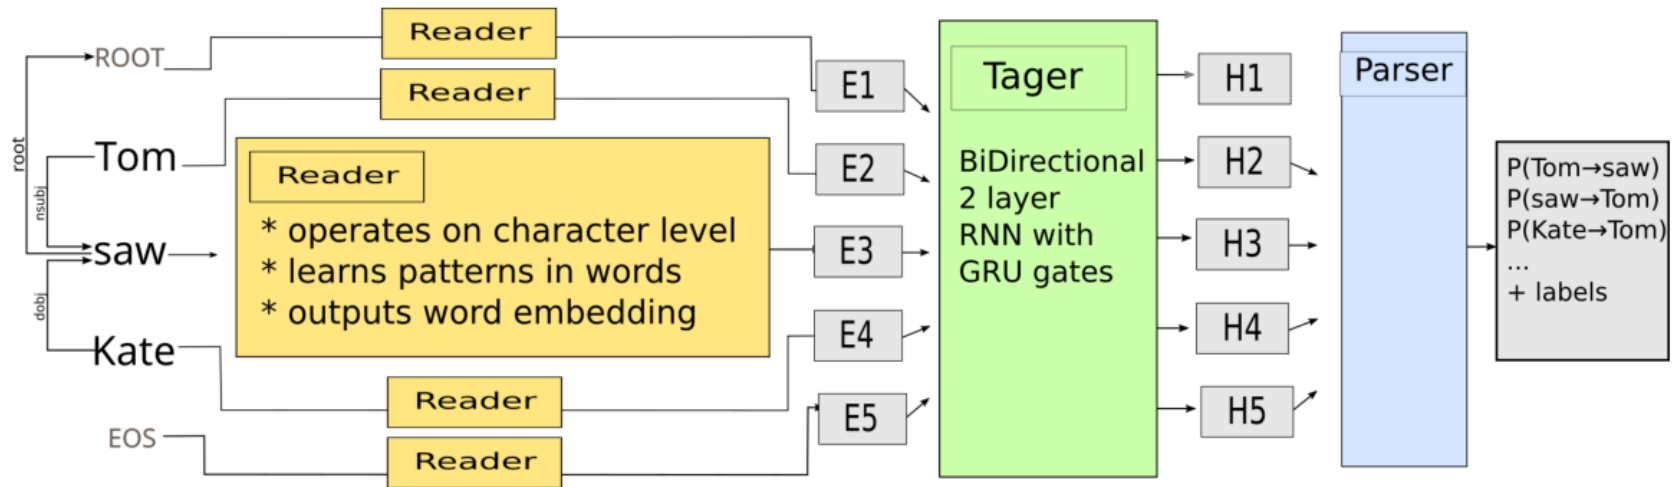 ROOT
Tom
saw
Kate
EOS
root
nsubj
dobj
Reader
Reader
Reader
* operates on character level
* learns patterns in words
* outputs word embedding
Reader
Reader
E1
E2
E3
E4
E5
Tager
BiDirectional
2 layer
RNN with
GRU gates
H1
H2
H3
H4
H5
Parser
P(Tom→saw)
P(saw→Tom)
P(Kate→Tom)
...
+ labels